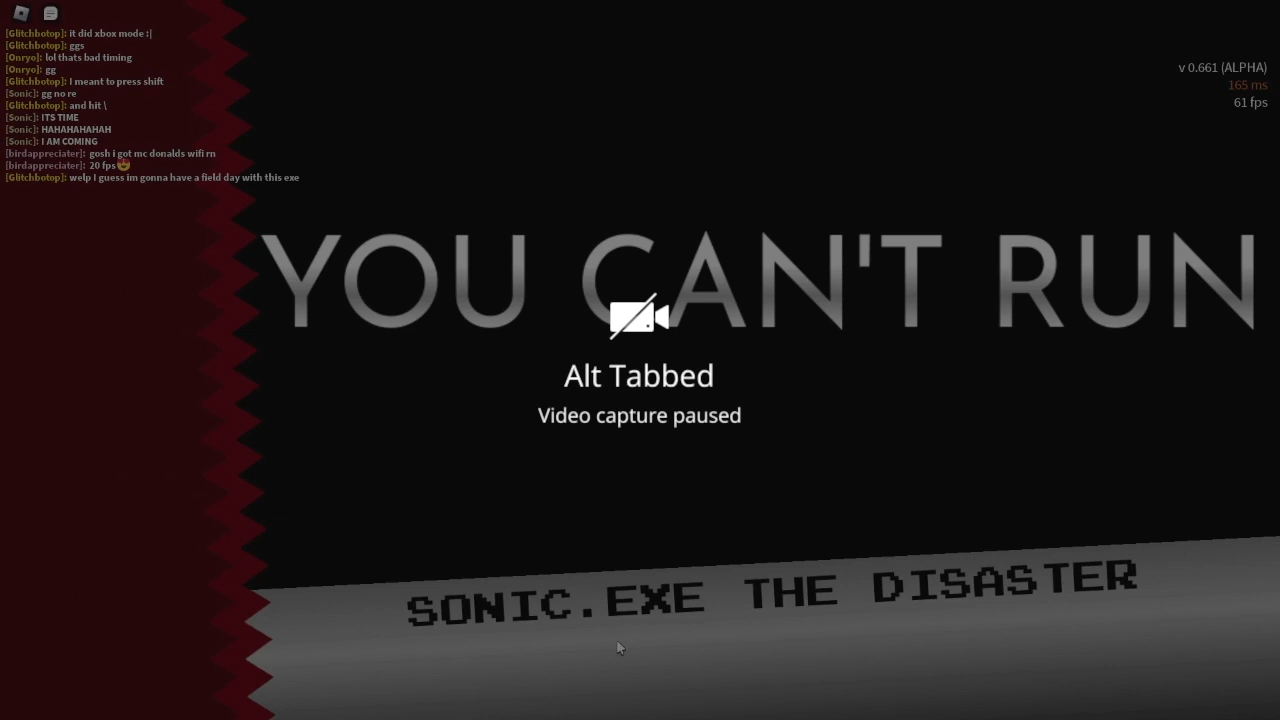 [Glitchbotop]: it did xbox mode :|
[Glitchbotop]: ggs
[Onryo]: lol thats bad timing
[Onryo]: gg
[Glitchbotop]: I meant to press shift
[Sonic]: gg no re
[Glitchbotop]: and hit \
[Sonic]: ITS TIME
[Sonic]: HAHAHAHAHAH
[Sonic]: I AM COMING
[birdappreciater]: gosh i got mc donalds wifi rn
[birdappreciater]: 20 fps😍
[Glitchbotop]: welp I guess im gonna have a field day with this exe
v 0.661 (ALPHA)
165 ms
61 fps
YOU CAN'T RUN
Alt Tabbed
Video capture paused
SONIC.EXE THE DISASTER